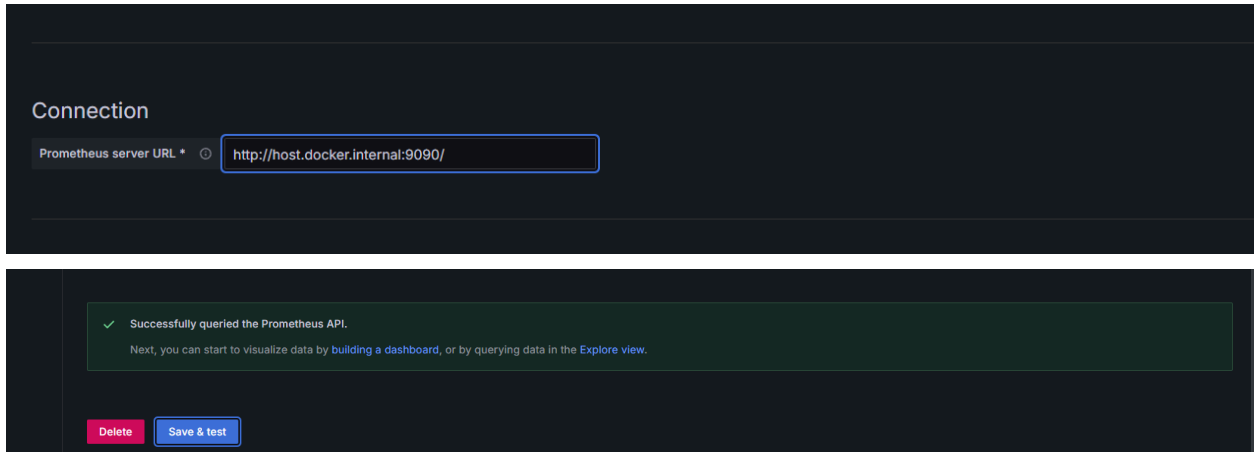 Connection
Prometheus server URL * http://host.docker.internal:9090/
Successfully queried the Prometheus API.
Next, you can start to visualize data by building a dashboard, or by querying data in the Explore view.
Delete Save & test